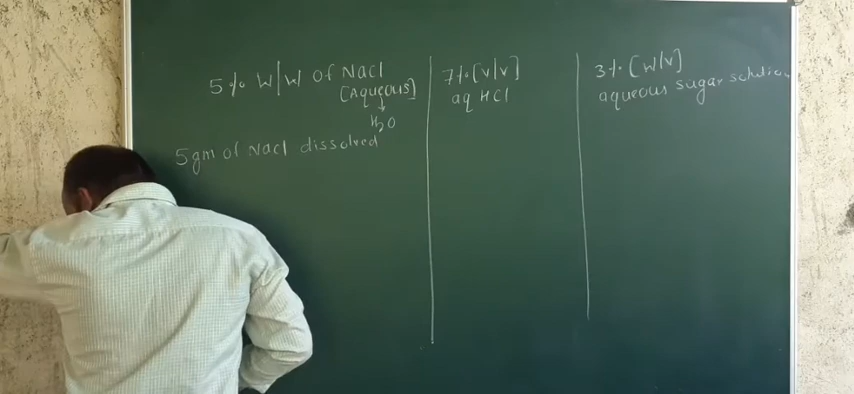 5% W/W of Nacl
[Aqueous]
H2O
5gm of Nacl dissolved
7% [v/v]
aq HCl
3% [w/v]
aqueous sugar solution